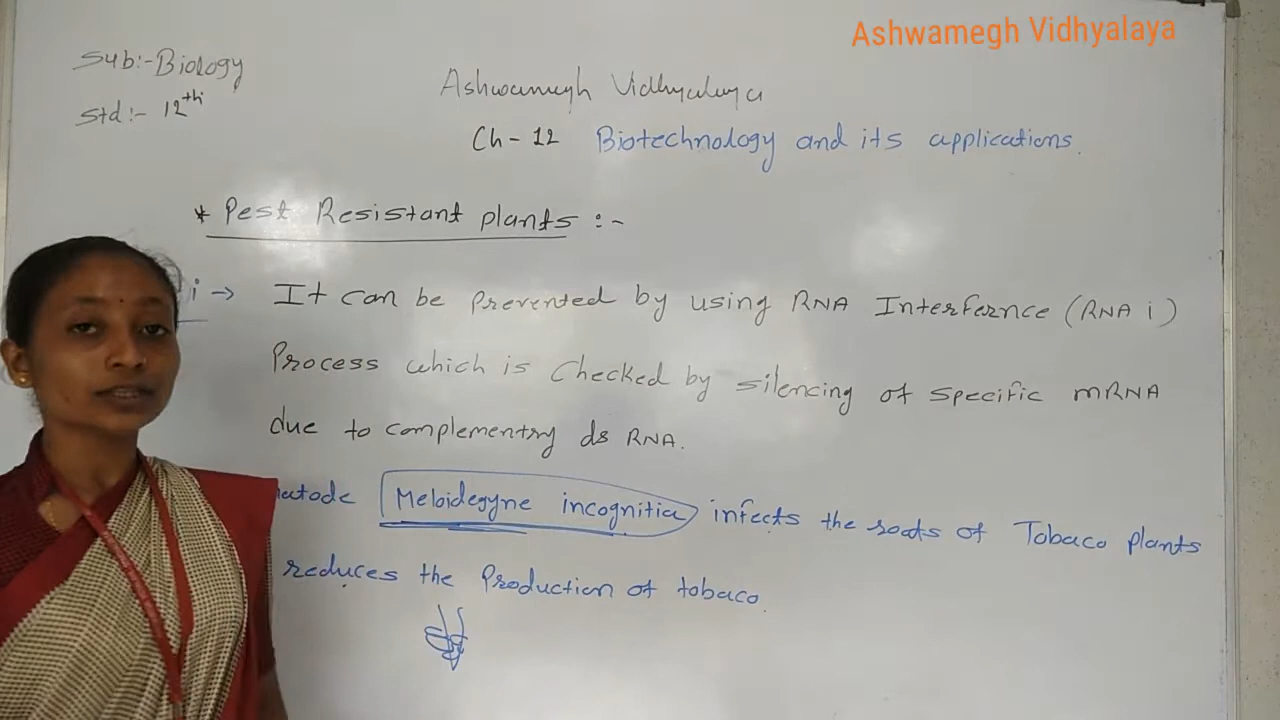 Ashwamegh Vidhyalaya
Sub:- Biology
Std:- 12th
Ashwamegh Vidhyalaya
Ch - 12 Biotechnology and its applications.
* Pest Resistant plants :-
i → It can be prevented by using RNA Interfernce (RNA i)
Process which is checked by silencing of specific mRNA
due to complementry ds RNA.
Meloidegyne incognitia infects the roots of Tobaco plants
reduces the production of tobaco.